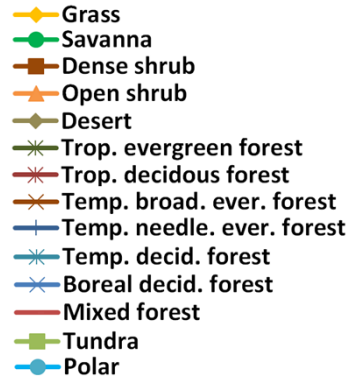 Grass
Savanna
Dense shrub
Open shrub
Desert
Trop. evergreen forest
Trop. decidous forest
Temp. broad. ever. forest
Temp. needle. ever. forest
Temp. decid. forest
Boreal decid. forest
Mixed forest
Tundra
Polar